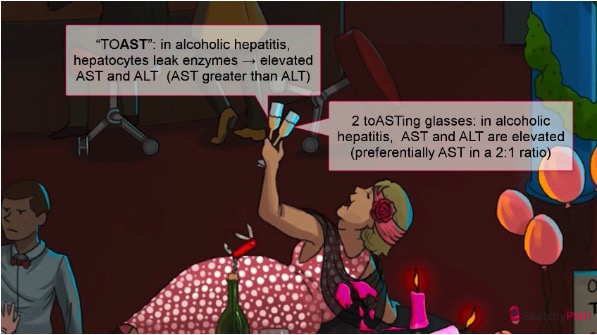 “TOAST”: in alcoholic hepatitis,
hepatocytes leak enzymes → elevated
AST and ALT (AST greater than ALT)
2 toASTing glasses: in alcoholic
hepatitis, AST and ALT are elevated
(preferentially AST in a 2:1 ratio)